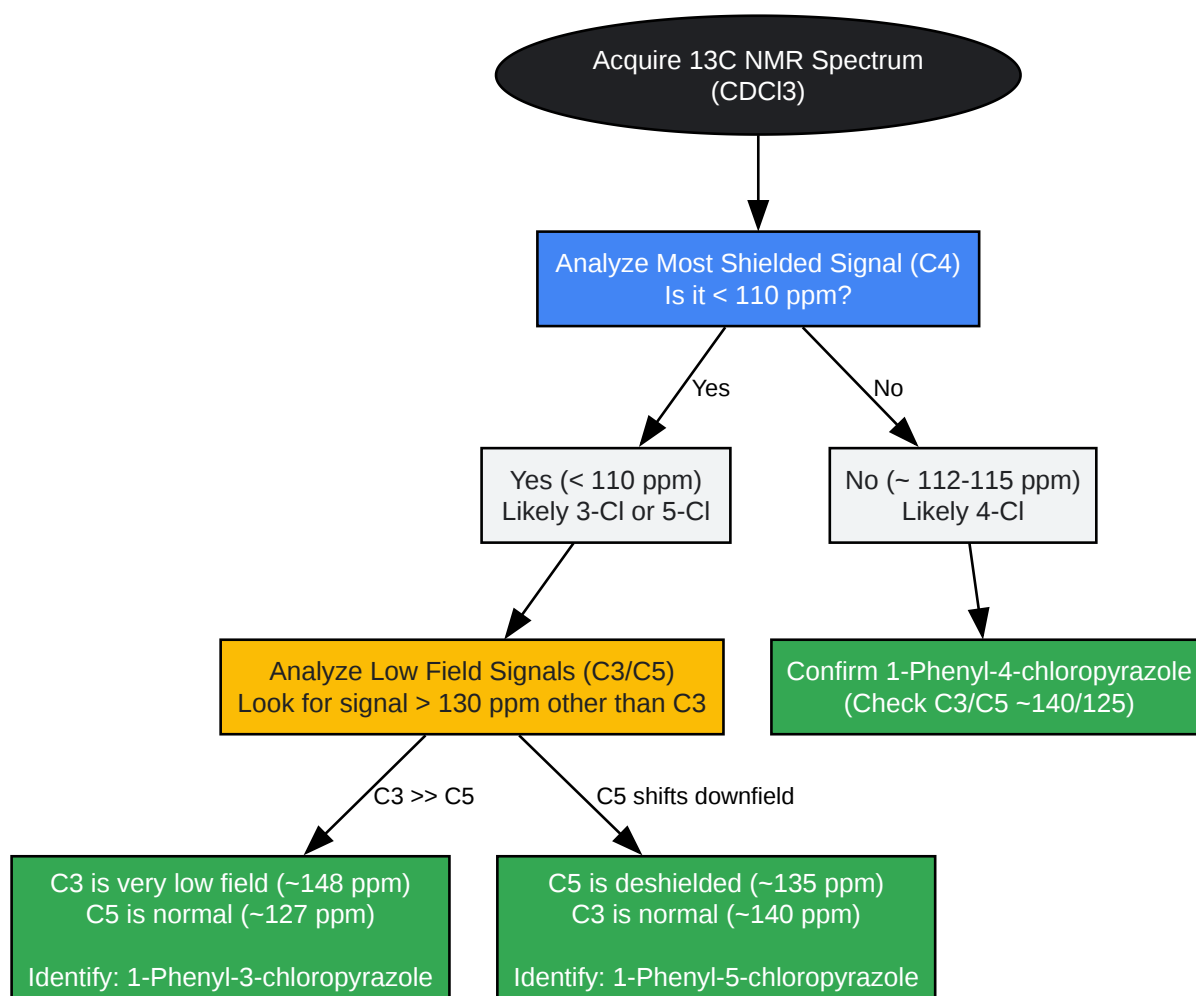 Acquire 13C NMR Spectrum
(CDCl3)
Analyze Most Shielded Signal (C4)
Is it < 110 ppm?
Yes
No
Yes (< 110 ppm)
Likely 3-Cl or 5-Cl
No (~ 112-115 ppm)
Likely 4-Cl
Analyze Low Field Signals (C3/C5)
Look for signal > 130 ppm other than C3
Confirm 1-Phenyl-4-chloropyrazole
(Check C3/C5 ~140/125)
C3 >> C5
C5 shifts downfield
C3 is very low field (~148 ppm)
C5 is normal (~127 ppm)
Identify: 1-Phenyl-3-chloropyrazole
C5 is deshielded (~135 ppm)
C3 is normal (~140 ppm)
Identify: 1-Phenyl-5-chloropyrazole